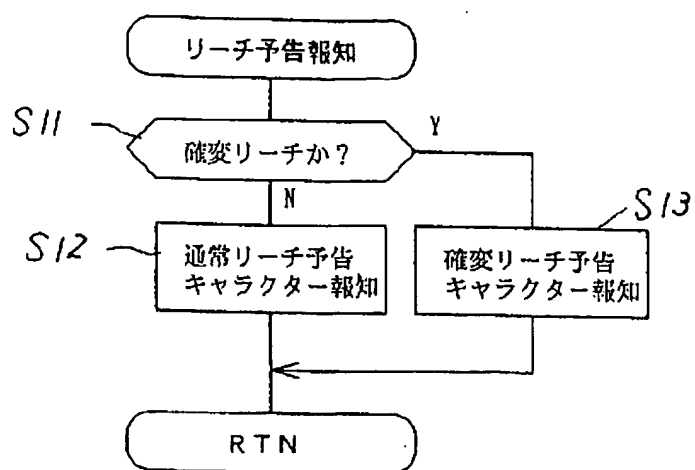 リーチ予告報知
S11
確変リーチか？
Y
N
S12
通常リーチ予告
キャラクター報知
S13
確変リーチ予告
キャラクター報知
RTN